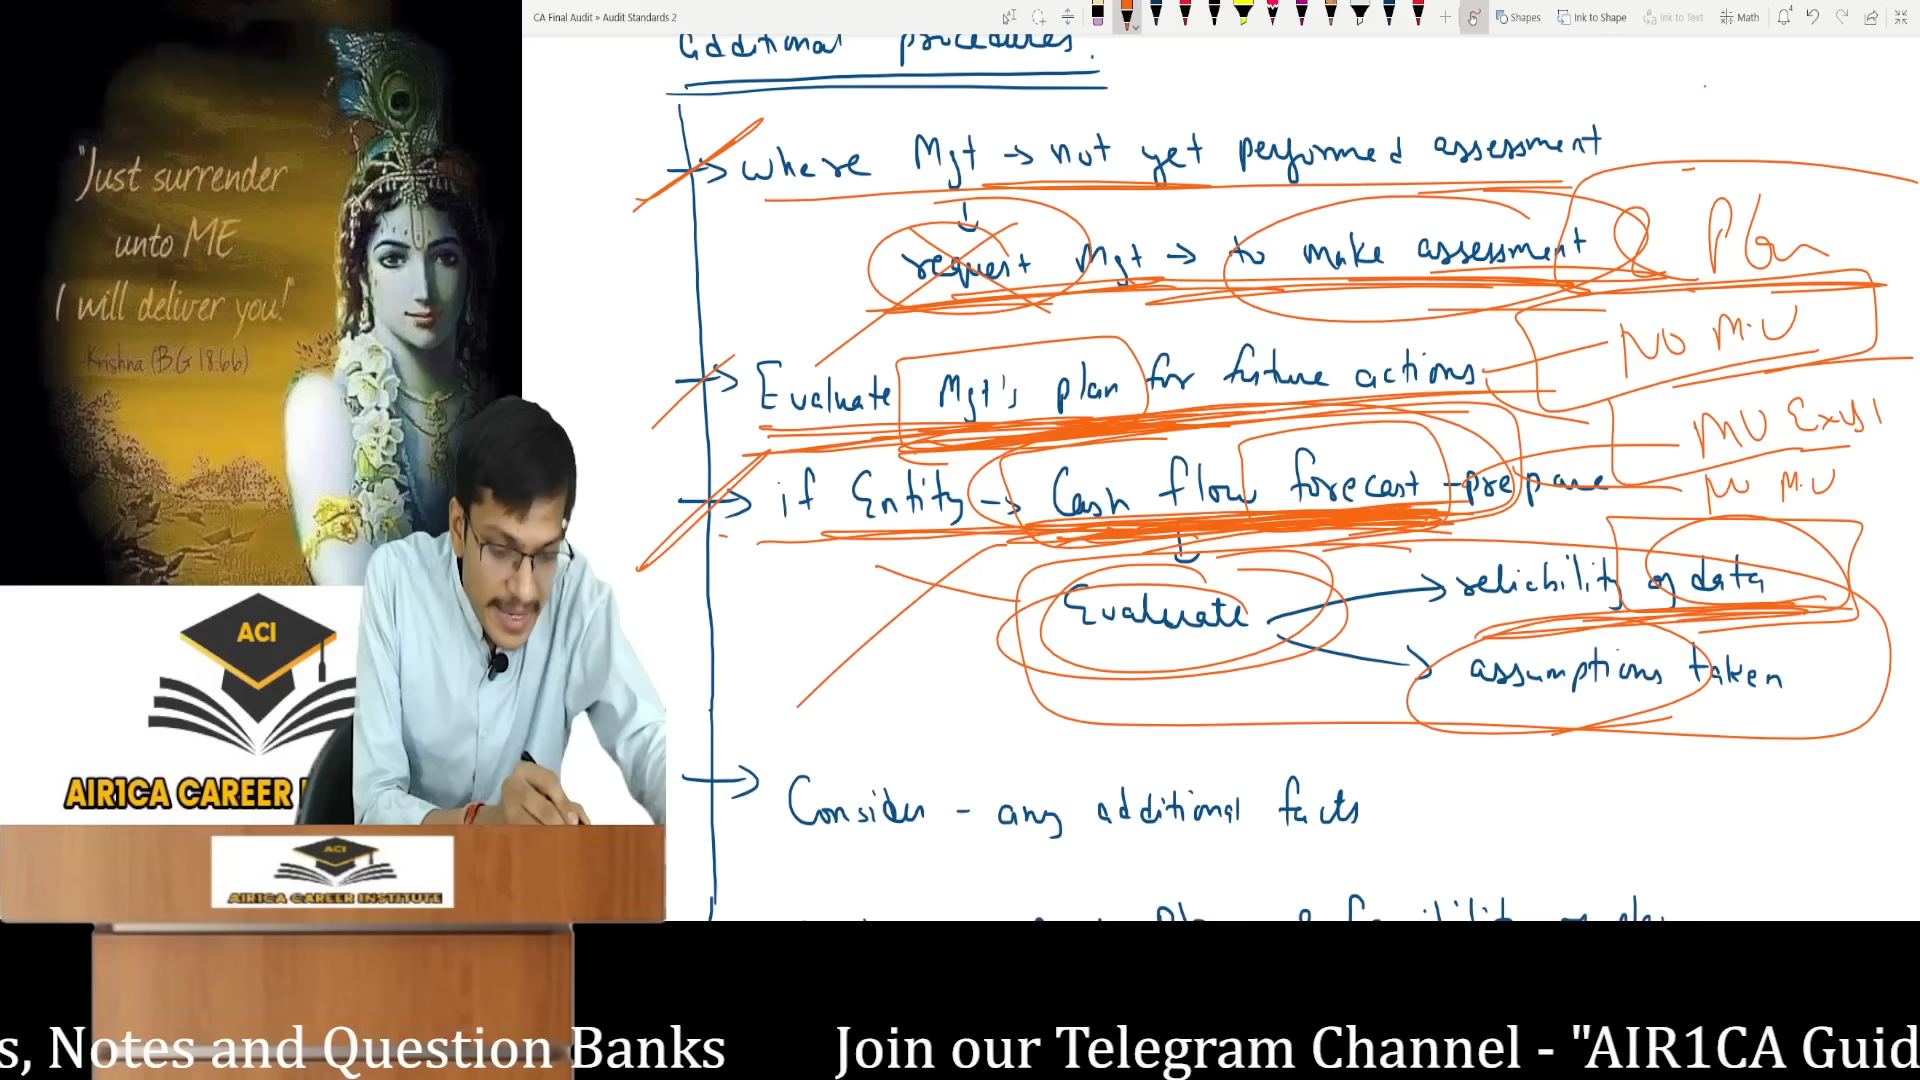 CA Final Audit » Audit Standards 2
Shapes
Ink to Shape
Ink to Text
Math
additional procedures.
"Just surrender
unto ME
I will deliver you!"
Krishna (B.G 18:66)
where Mgt → not yet performed assessment
request Mgt → to make assessment
& Plan
NO M.U
Evaluate Mgt's plan for future actions
MU Exist
NO M.U
if Entity → Cash flow forecast - prepare
Evaluate
reliability of data
assumptions taken
ACI
AIR1CA CAREER
Consider - any additional facts
ACI
AIR1CA CAREER INSTITUTE
s, Notes and Question Banks
Join our Telegram Channel - "AIR1CA Guid